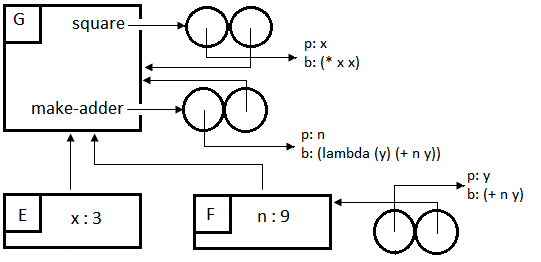 G
square
p: x
b: (* x x)
make-adder
p: n
b: (lambda (y) (+ n y))
E
x : 3
F
n : 9
p: y
b: (+ n y)